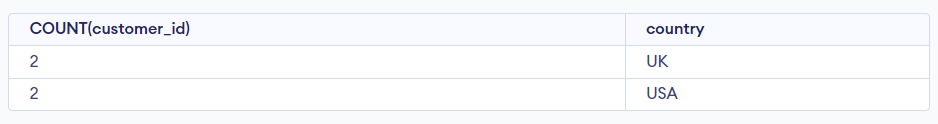 COUNT(customer_id) country
2 UK
2 USA